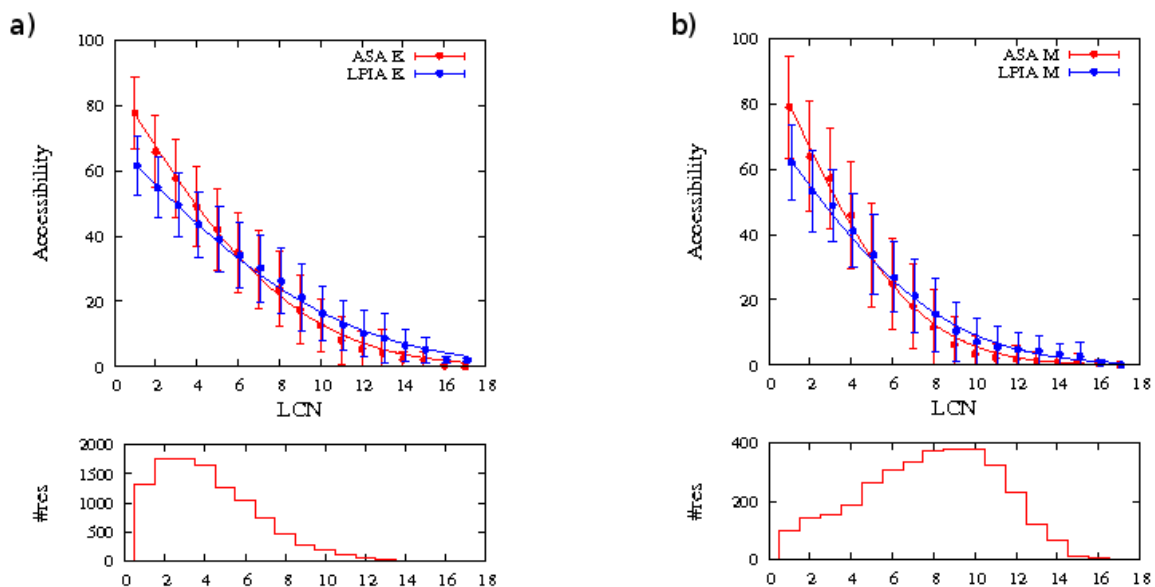 a)
100
80
60
40
20
0
Accessibility
ASA K
LPIA K
0 2 4 6 8 10 12 14 16 18
LCN
2000
1500
1000
500
0
#res
0 2 4 6 8 10 12 14 16 18
b)
100
80
60
40
20
0
Accessibility
ASA M
LPIA M
0 2 4 6 8 10 12 14 16 18
LCN
400
200
0
#res
0 2 4 6 8 10 12 14 16 18